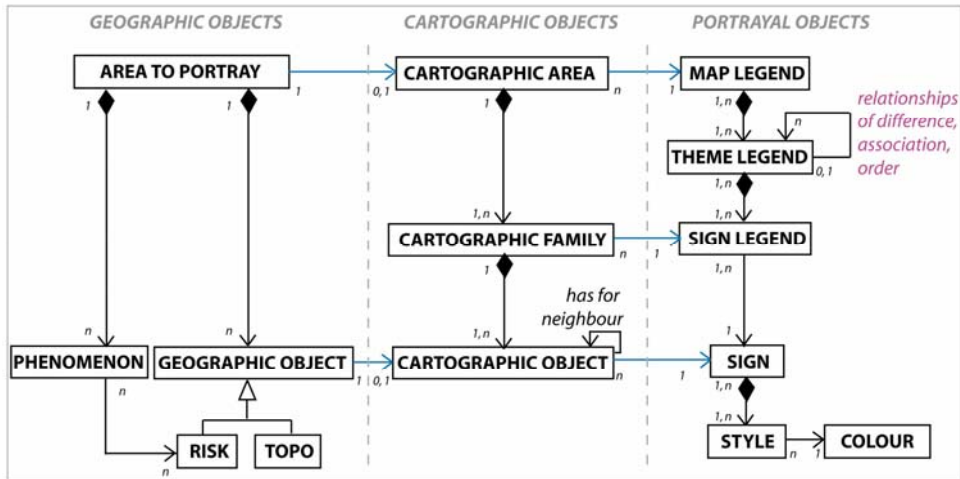 GEOGRAPHIC OBJECTS
CARTOGRAPHIC OBJECTS
PORTRAYAL OBJECTS
AREA TO PORTRAY
1
0,1
CARTOGRAPHIC AREA
n
1
MAP LEGEND
1
1
1
1,n
relationships
of difference,
association,
order
n
1,n
THEME LEGEND
0,1
1,n
1,n
1,n
CARTOGRAPHIC FAMILY
n
1
SIGN LEGEND
1
1,n
has for
neighbour
n
n
1,n
1
PHENOMENON
GEOGRAPHIC OBJECT
CARTOGRAPHIC OBJECT
SIGN
n
1
0,1
n
1
1,n
1,n
RISK
TOPO
STYLE
COLOUR
n
n
1